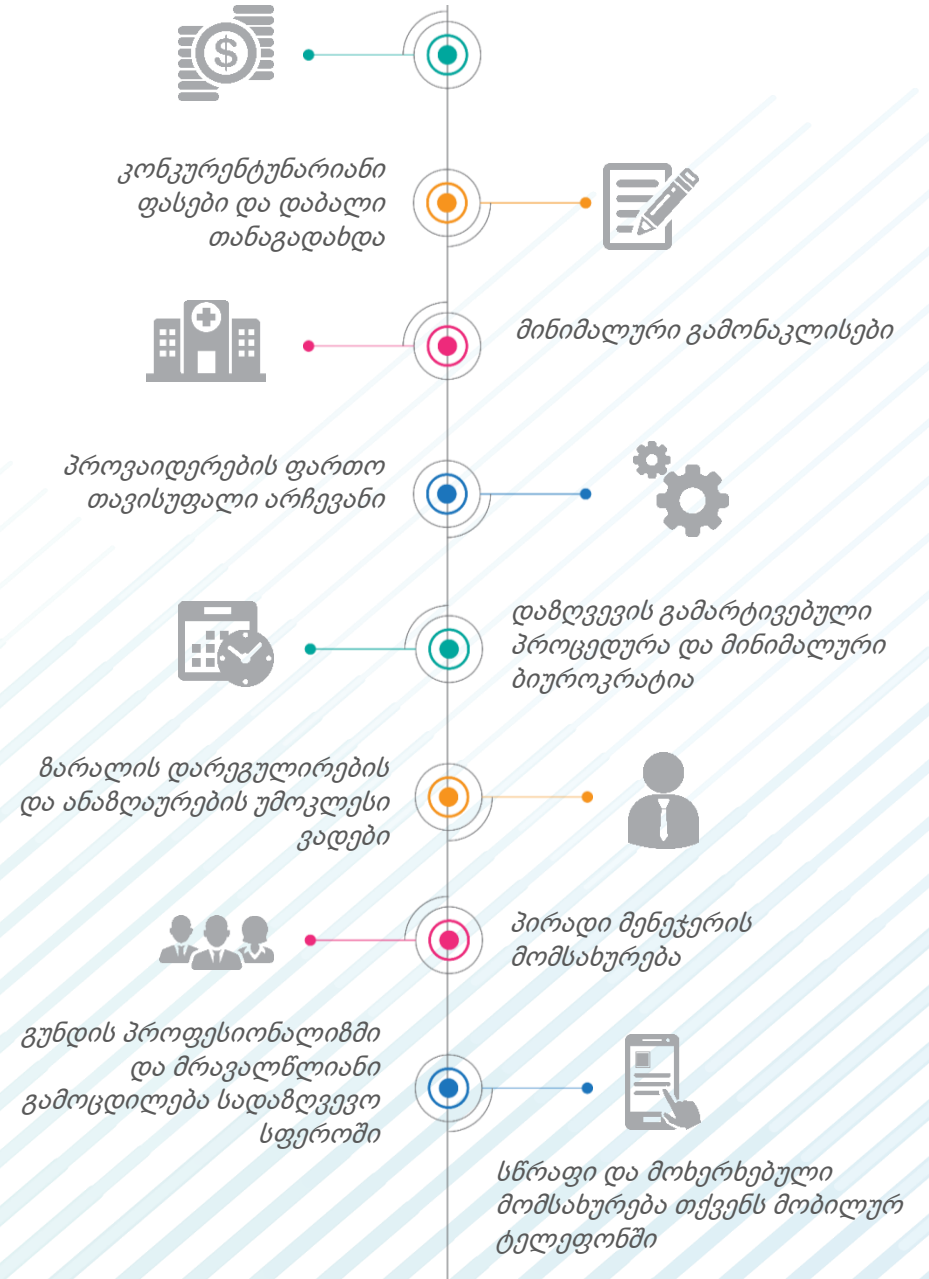 კონკურენტუნარიანი
ფასები და დაბალი
თანაგადახდა
მინიმალური გამონაკლისები
პროვაიდერების ფართო
თავისუფალი არჩევანი
დაზღვევის გამარტივებული
პროცედურა და მინიმალური
ბიუროკრატია
ზარალის დარეგულირების
და ანაზღაურების უმოკლესი
ვადები
პირადი მენეჯერის
მომსახურება
გუნდის პროფესიონალიზმი
და მრავალწლიანი
გამოცდილება სადაზღვევო
სფეროში
სწრაფი და მოხერხებული
მომსახურება თქვენს მობილურ
ტელეფონში